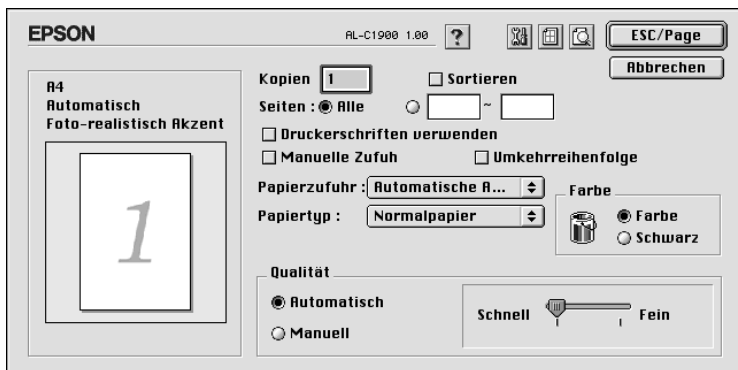 EPSON
AL-C1900 1.00
?
ESC/Page
Abbrechen
A4
Automatisch
Foto-realistisch Akzent
1
Kopien 1
Sortieren
Seiten : Alle ~
Druckerschriften verwenden
Manuelle Zufuh
Umkehrreihenfolge
Papierzufuhr : Automatische A...
Papiertyp : Normalpapier
Farbe
Farbe
Schwarz
Qualität
Automatisch
Manuell
Schnell
Fein